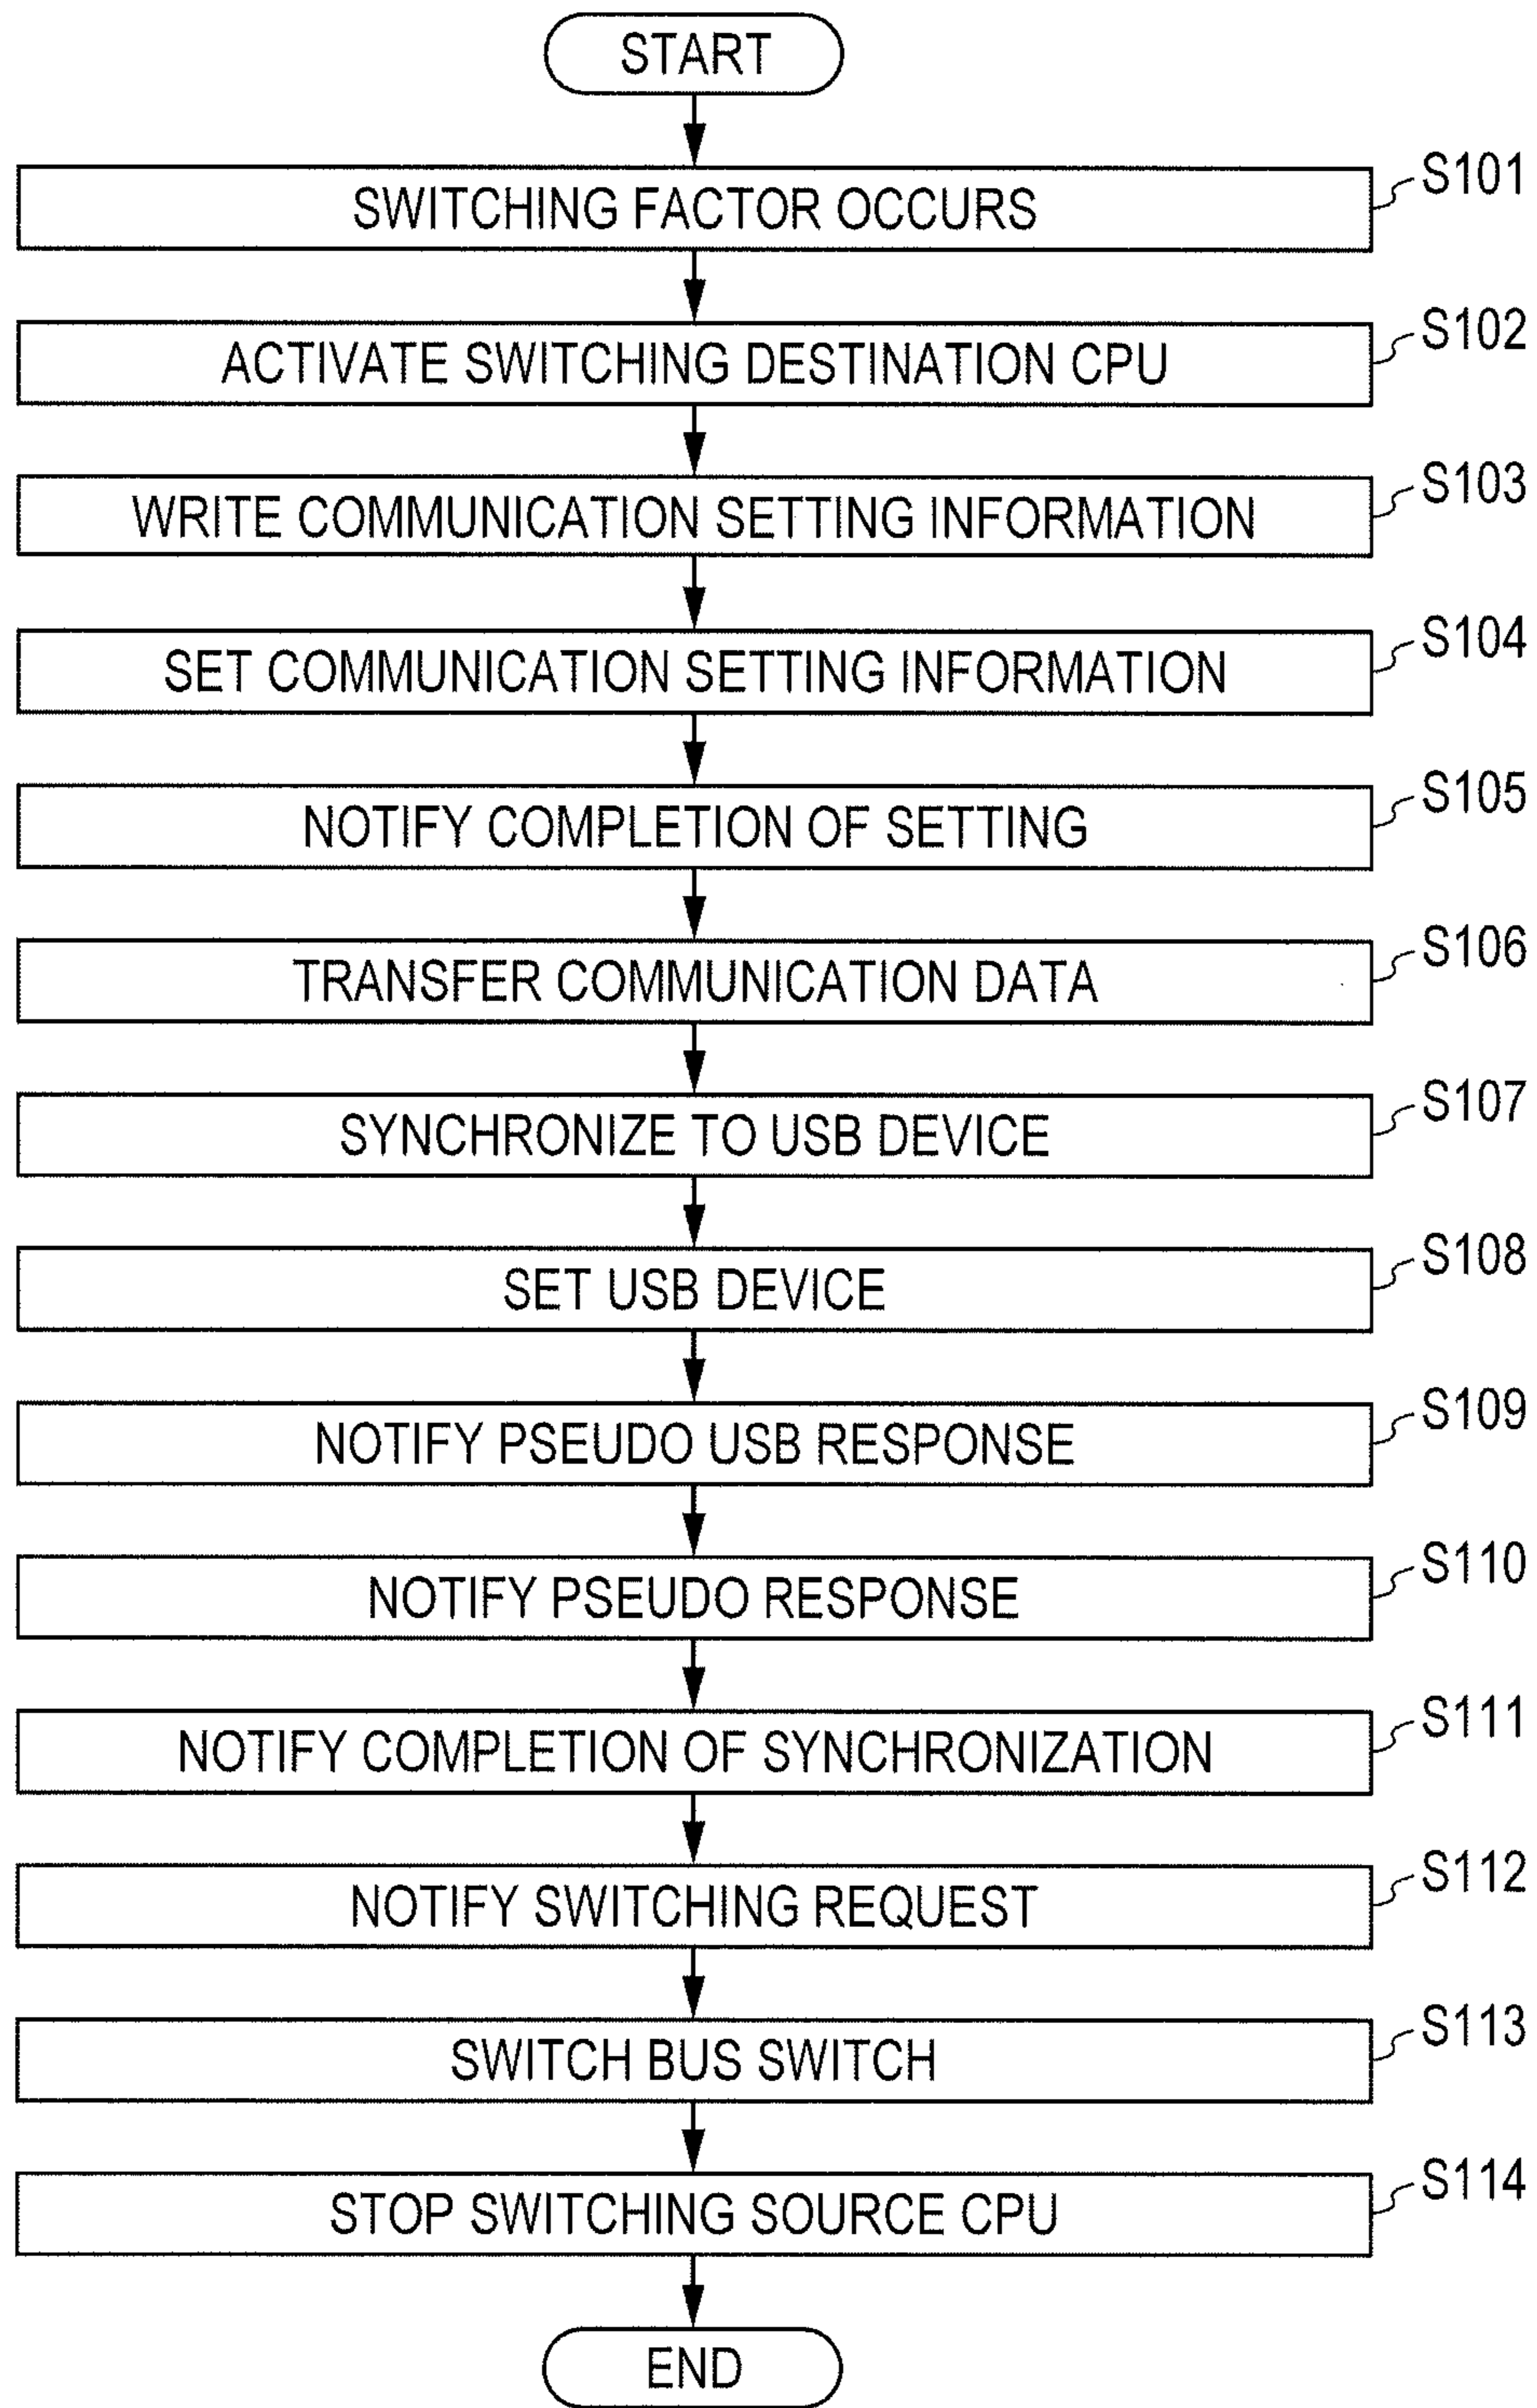 START
SWITCHING FACTOR OCCURS
S101
ACTIVATE SWITCHING DESTINATION CPU
S102
WRITE COMMUNICATION SETTING INFORMATION
S103
SET COMMUNICATION SETTING INFORMATION
S104
NOTIFY COMPLETION OF SETTING
S105
TRANSFER COMMUNICATION DATA
S106
SYNCHRONIZE TO USB DEVICE
S107
SET USB DEVICE
S108
NOTIFY PSEUDO USB RESPONSE
S109
NOTIFY PSEUDO RESPONSE
S110
NOTIFY COMPLETION OF SYNCHRONIZATION
S111
NOTIFY SWITCHING REQUEST
S112
SWITCH BUS SWITCH
S113
STOP SWITCHING SOURCE CPU
S114
END